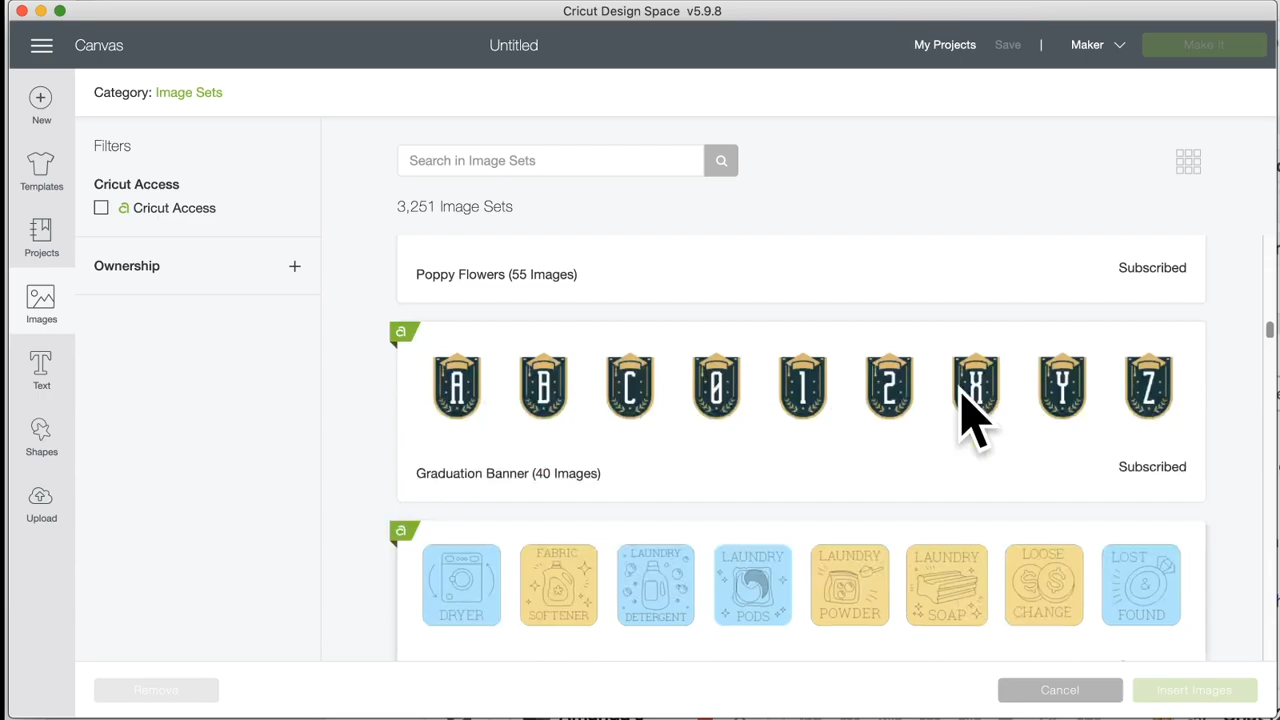 Cricut Design Space v5.9.8
Canvas
Untitled
My Projects
Save
|
Maker
Make It
New
Templates
Projects
Images
Text
Shapes
Upload
Category: Image Sets
Filters
Cricut Access
a Cricut Access
Ownership
Search in Image Sets
3,251 Image Sets
Poppy Flowers (55 Images)
Subscribed
a
A B C 0 1 2 X Y Z
Graduation Banner (40 Images)
Subscribed
a
DRYER
FABRIC
SOFTENER
LAUNDRY
DETERGENT
LAUNDRY
PODS
LAUNDRY
POWDER
LAUNDRY
SOAP
LOOSE
CHANGE
LOST
FOUND
Remove
Cancel
Insert Images